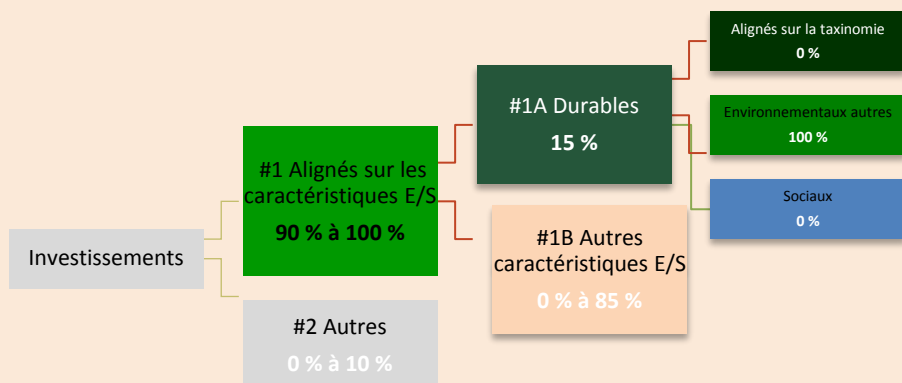 Investissements
#1 Alignés sur les
caractéristiques E/S
90 % à 100 %
#2 Autres
0 % à 10 %
#1A Durables
15 %
#1B Autres
caractéristiques E/S
0 % à 85 %
Alignés sur la taxinomie
0 %
Environnementaux autres
100 %
Sociaux
0 %